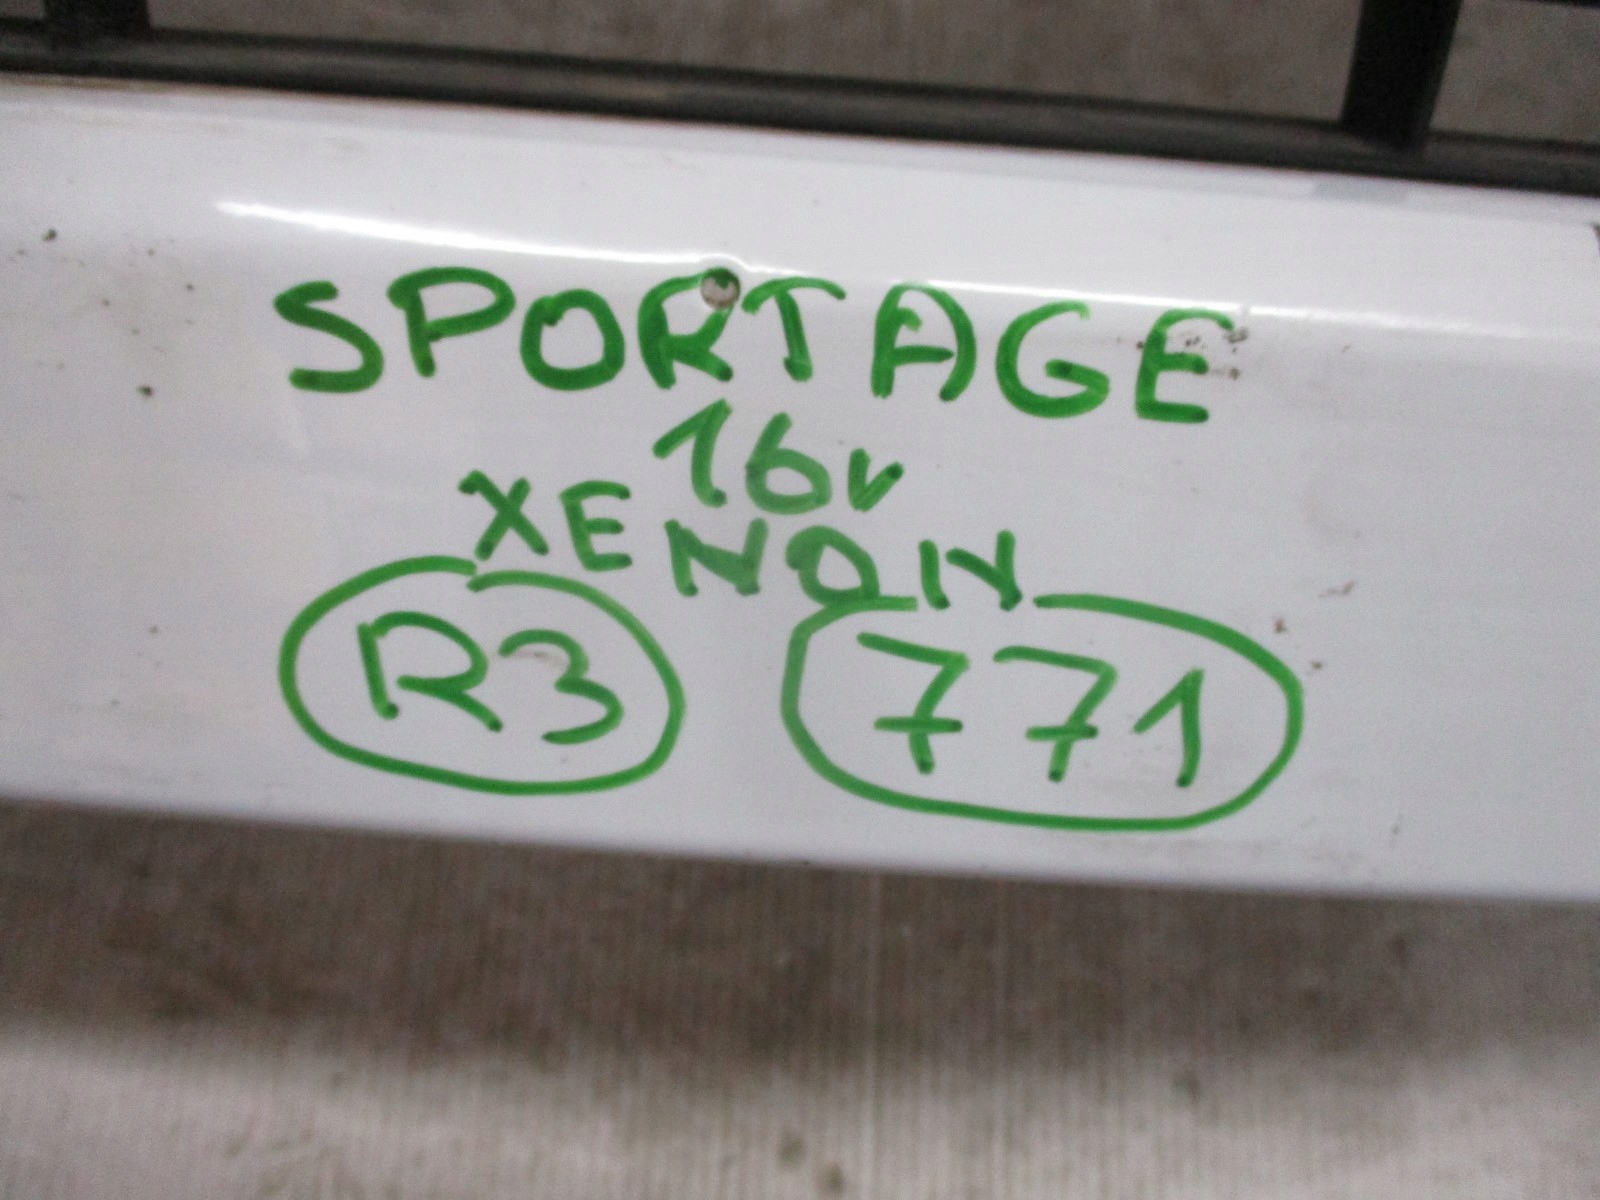 SPORTAGE
16v
XENON
R3 771